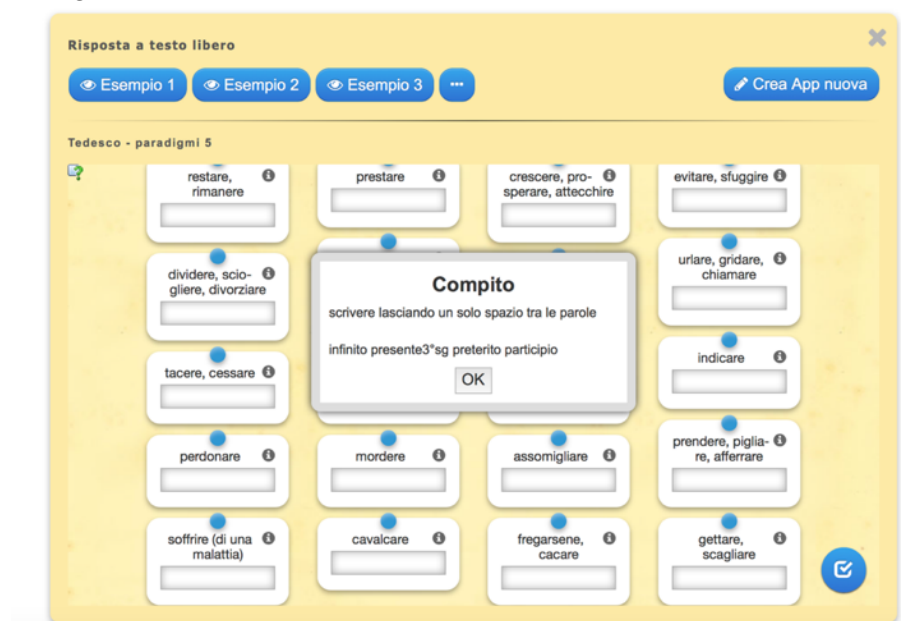 Risposta a testo libero
Esempio 1
Esempio 2
Esempio 3
Crea App nuova
Tedesco - paradigmi 5
restare,
rimanere
prestare
crescere, pro-
sperare, attecchire
evitare, sfuggire
dividere, scio-
gliere, divorziare
urlare, gridare,
chiamare
Compito
scrivere lasciando un solo spazio tra le parole
infinito presente3°sg preterito participio
OK
tacere, cessare
indicare
perdonare
mordere
assomigliare
prendere, piglia-
re, afferrare
soffrire (di una
malattia)
cavalcare
fregarsene,
cacare
gettare,
scagliare